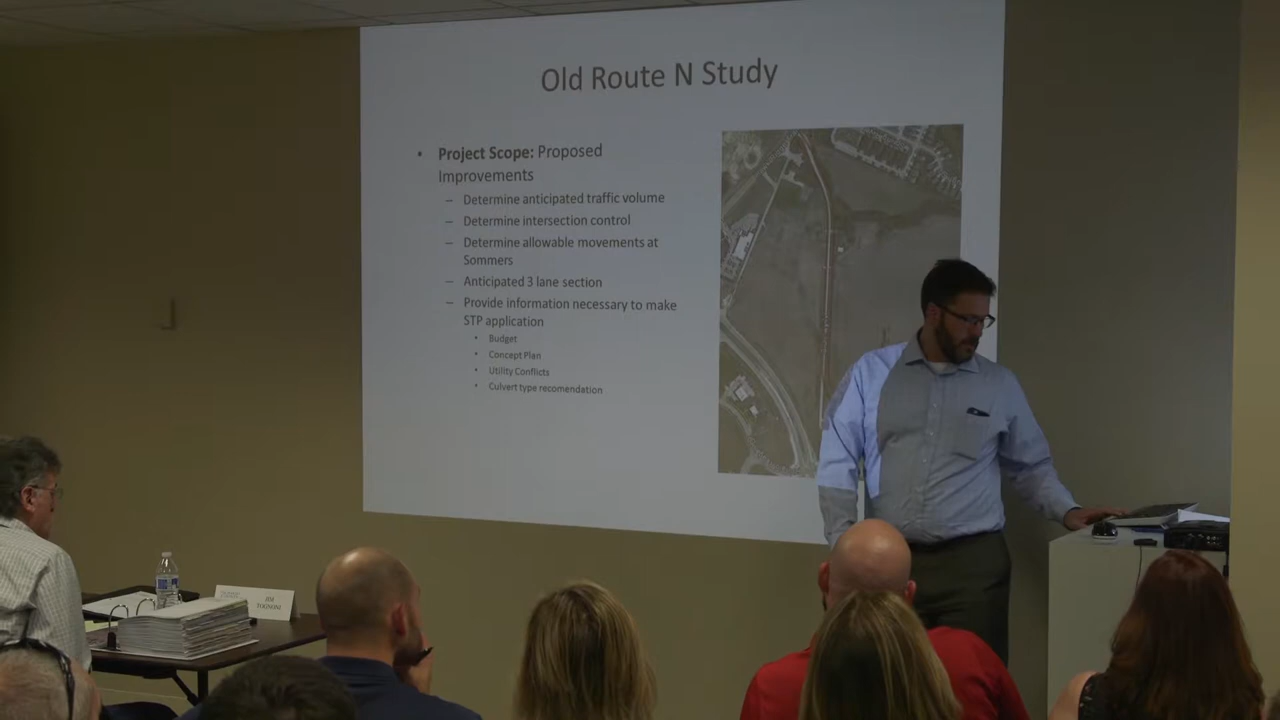 Old Route N Study
• Project Scope: Proposed
Improvements
– Determine anticipated traffic volume
– Determine intersection control
– Determine allowable movements at
Sommers
– Anticipated 3 lane section
– Provide information necessary to make
STP application
• Budget
• Concept Plan
• Utility Conflicts
• Culvert type recomendation
JIM